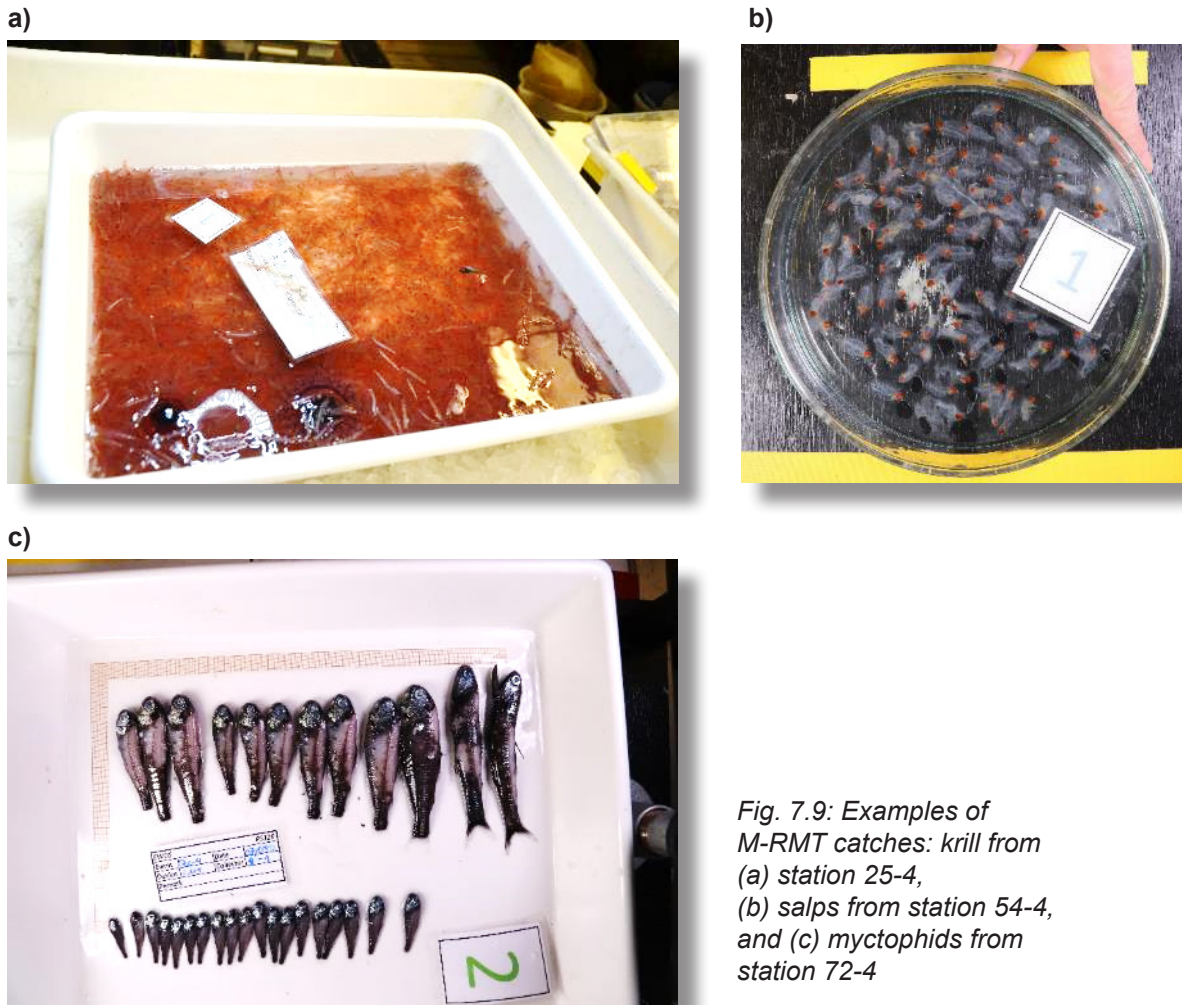 a)
b)
1
c)
2
Fig. 7.9: Examples of
M-RMT catches: krill from
(a) station 25-4,
(b) salps from station 54-4,
and (c) myctophids from
station 72-4